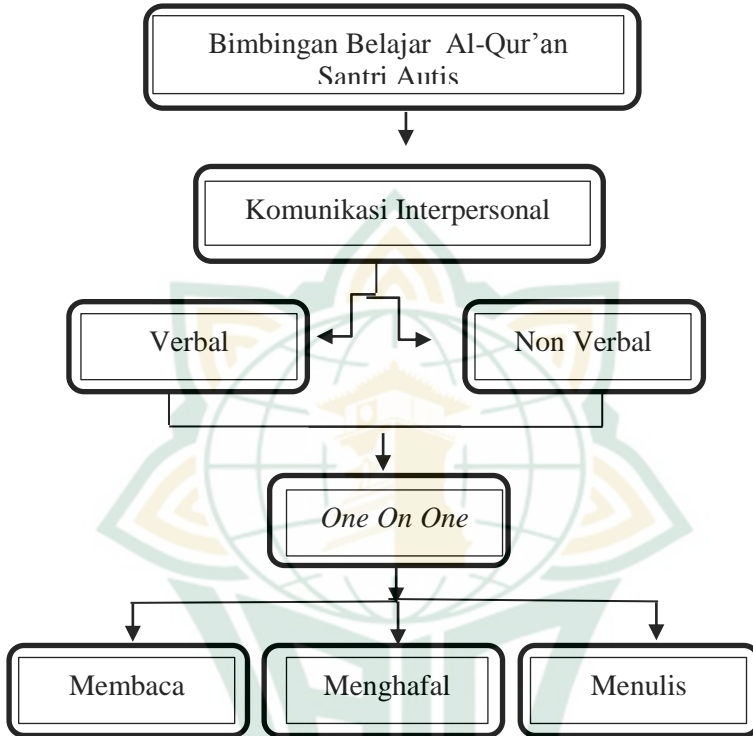 Bimbingan Belajar Al-Qur'an
Santri Autis
Komunikasi Interpersonal
Verbal
Non Verbal
One On One
Membaca
Menghafal
Menulis